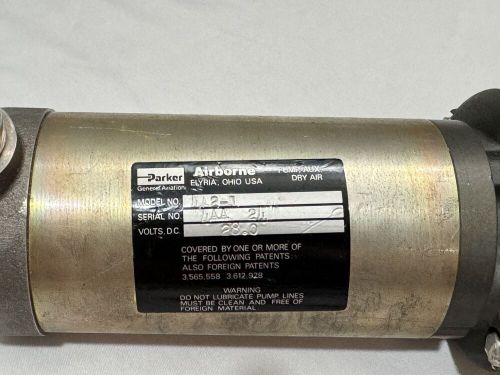 Parker
General Aviation
Airborne
ELYRIA, OHIO USA
PUMP, AUX.
DRY AIR
MODEL NO.
SERIAL NO.
VOLTS, D.C. 28.0
COVERED BY ONE OR MORE OF
THE FOLLOWING PATENTS
ALSO FOREIGN PATENTS
3,565,558 3,612,928
WARNING
DO NOT LUBRICATE PUMP, LINES
MUST BE CLEAN AND FREE OF
FOREIGN MATERIAL